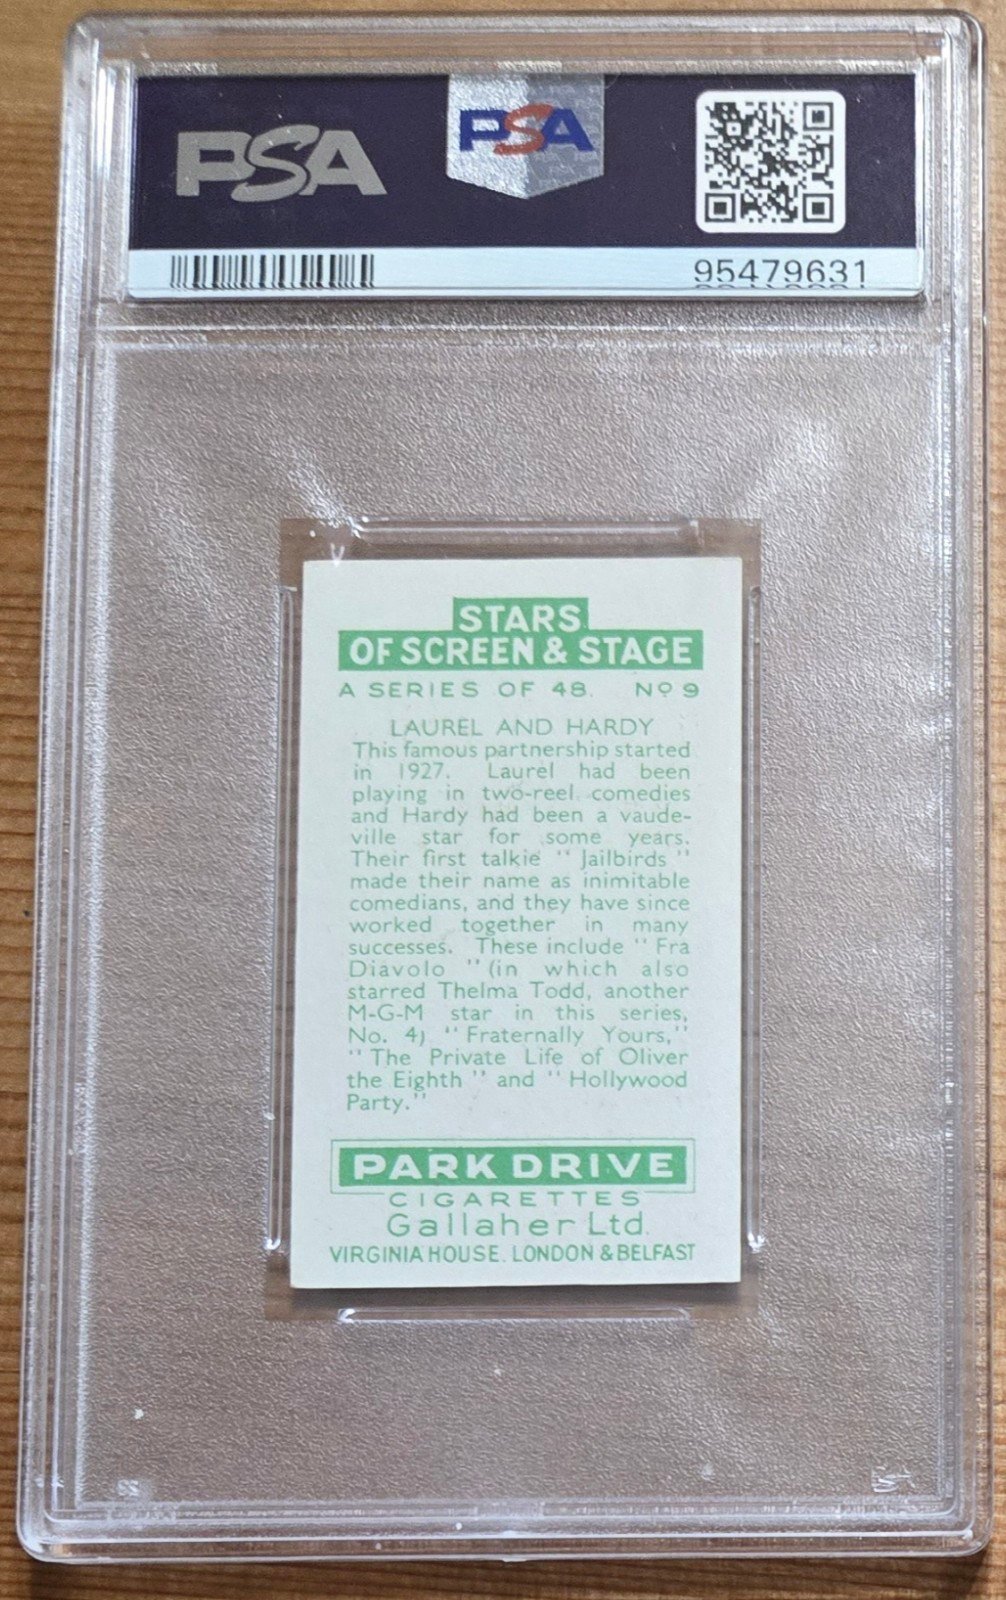 PSA
PSA
95479631
STARS
OF SCREEN & STAGE
A SERIES OF 48. Nº 9
LAUREL AND HARDY
This famous partnership started
in 1927. Laurel had been
playing in two-reel comedies
and Hardy had been a vaude-
ville star for some years.
Their first talkie "Jailbirds"
made their name as inimitable
comedians, and they have since
worked together in many
successes. These include "Fra
Diavolo" (in which also
starred Thelma Todd, another
M-G-M star in this series,
No. 4) "Fraternally Yours,"
"The Private Life of Oliver
the Eighth" and "Hollywood
Party."
PARK DRIVE
CIGARETTES
Gallaher Ltd.
VIRGINIA HOUSE. LONDON & BELFAST